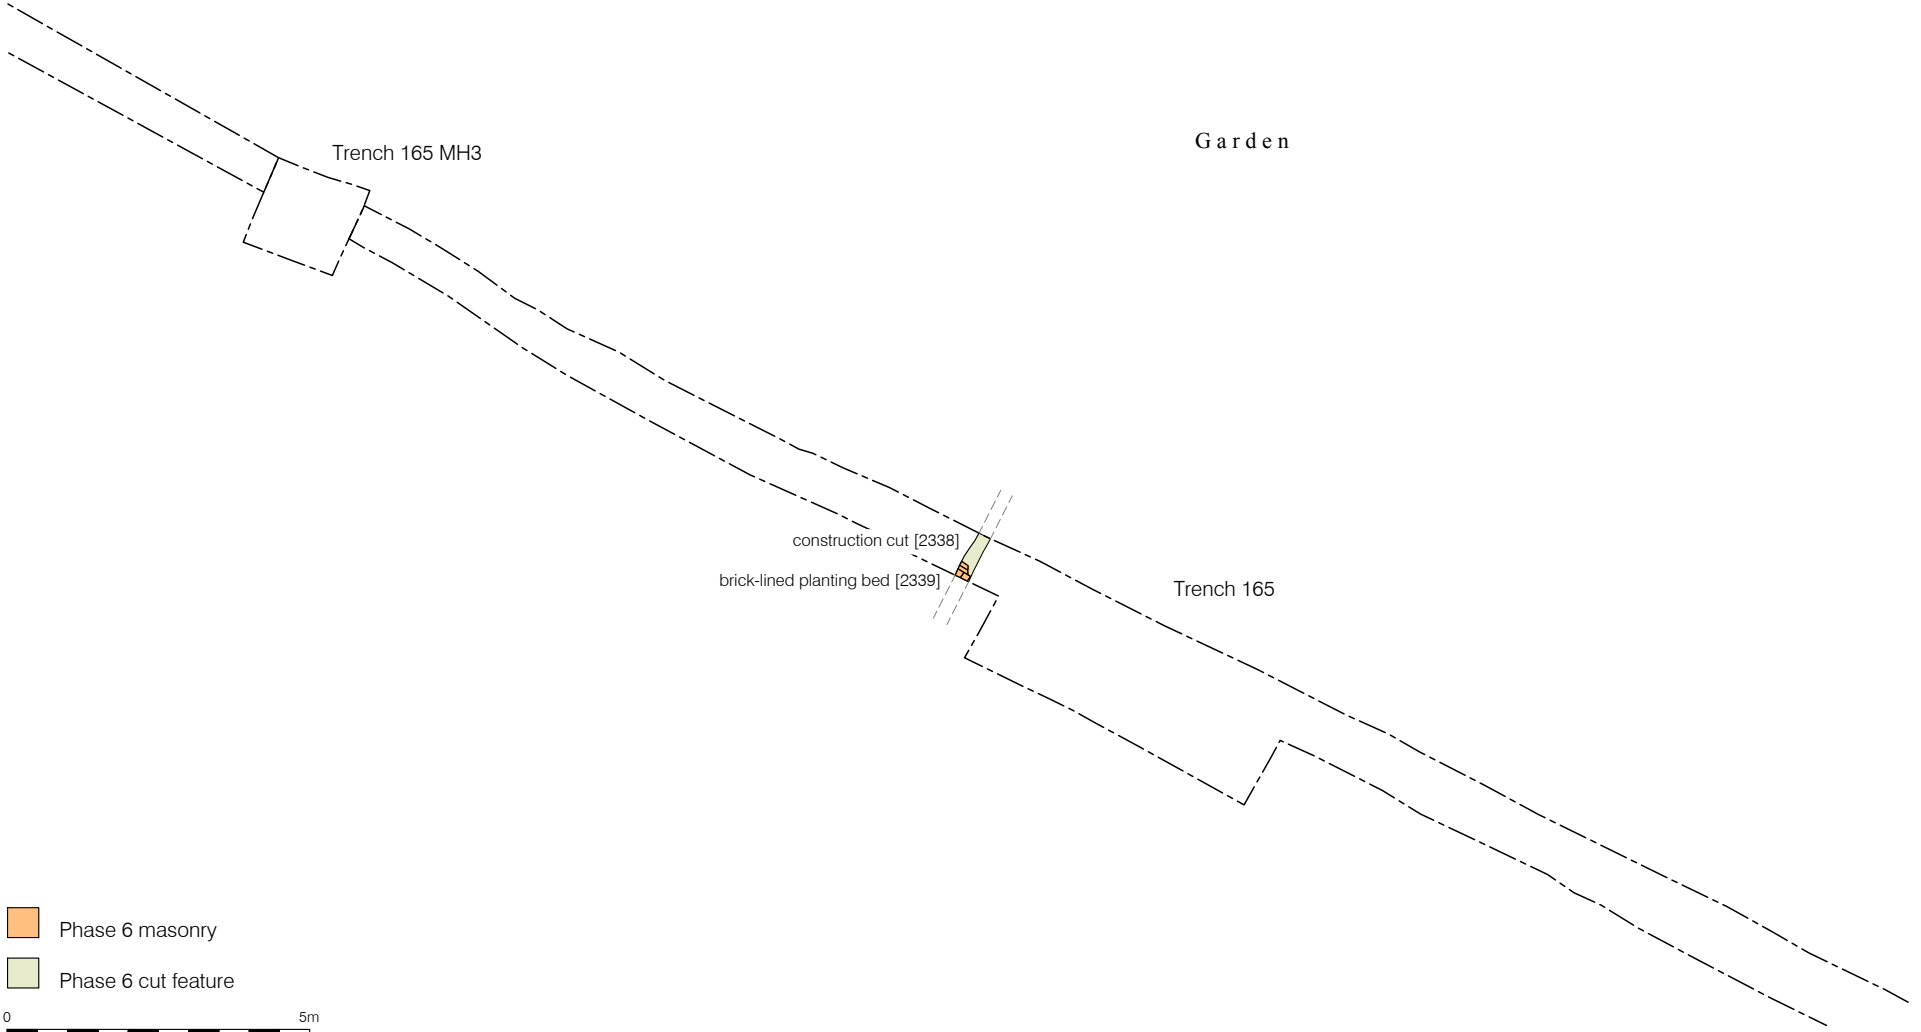 Garden
Trench 165 MH3
construction cut [2338]
brick-lined planting bed [2339]
Trench 165
Phase 6 masonry
Phase 6 cut feature
0 5m